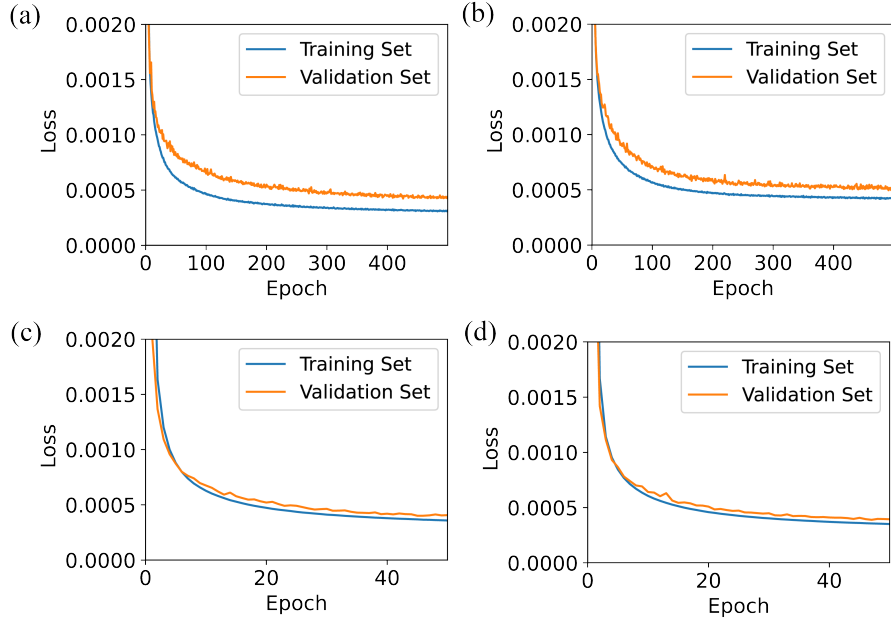 (a)
0.0020
0.0015
0.0010
0.0005
0.0000
Loss
Training Set
Validation Set
0 100 200 300 400
Epoch
(b)
0.0020
0.0015
0.0010
0.0005
0.0000
Loss
Training Set
Validation Set
0 100 200 300 400
Epoch
(c)
0.0020
0.0015
0.0010
0.0005
0.0000
Loss
Training Set
Validation Set
0 20 40
Epoch
(d)
0.0020
0.0015
0.0010
0.0005
0.0000
Loss
Training Set
Validation Set
0 20 40
Epoch